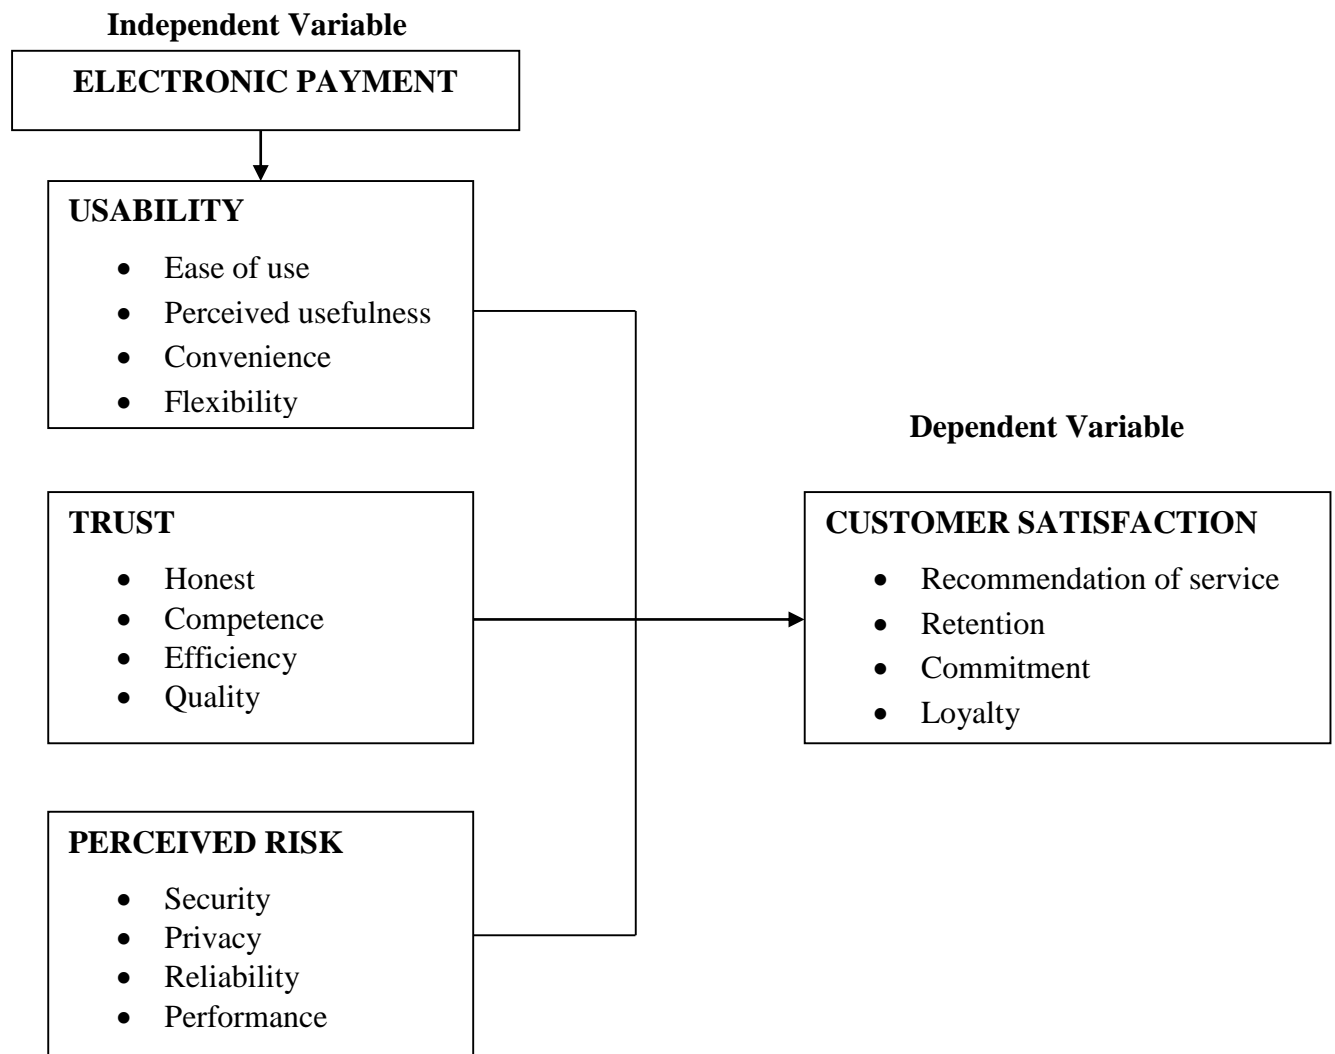 Independent Variable
ELECTRONIC PAYMENT
USABILITY
• Ease of use
• Perceived usefulness
• Convenience
• Flexibility
TRUST
• Honest
• Competence
• Efficiency
• Quality
PERCEIVED RISK
• Security
• Privacy
• Reliability
• Performance
Dependent Variable
CUSTOMER SATISFACTION
• Recommendation of service
• Retention
• Commitment
• Loyalty